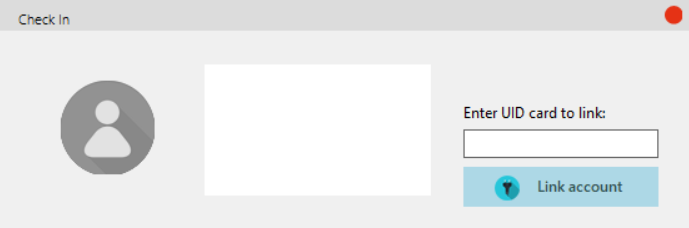 Check In
Enter UID card to link:
Link account